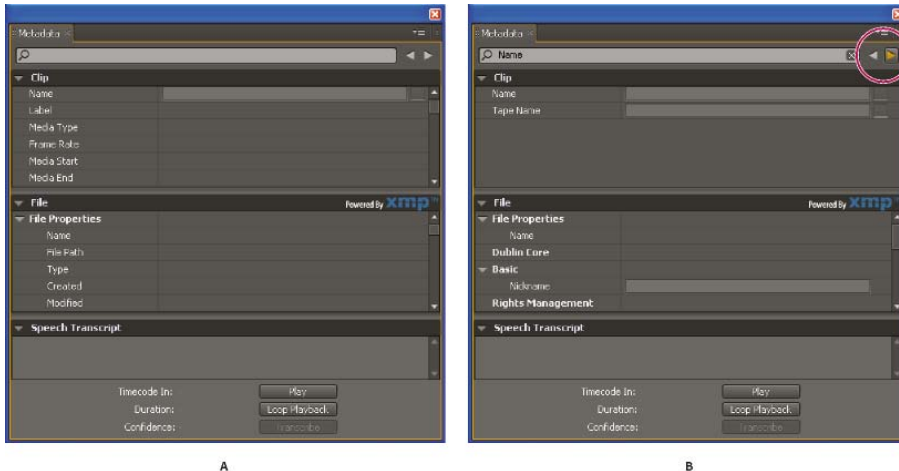 Metadata
Clip
Name
Label
Media Type
Frame Rate
Media Start
Media End
File
Powered By xmp
File Properties
Name
File Path
Type
Created
Modified
Speech Transcript
Timecode In:
Play
Duration:
Loop Playback
Confidence:
Transcribe
A
Metadata
Name
Clip
Name
Tape Name
File
Powered By xmp
File Properties
Name
Dublin Core
Basic
Nickname
Rights Management
Speech Transcript
Timecode In:
Play
Duration:
Loop Playback
Confidence:
Transcribe
B